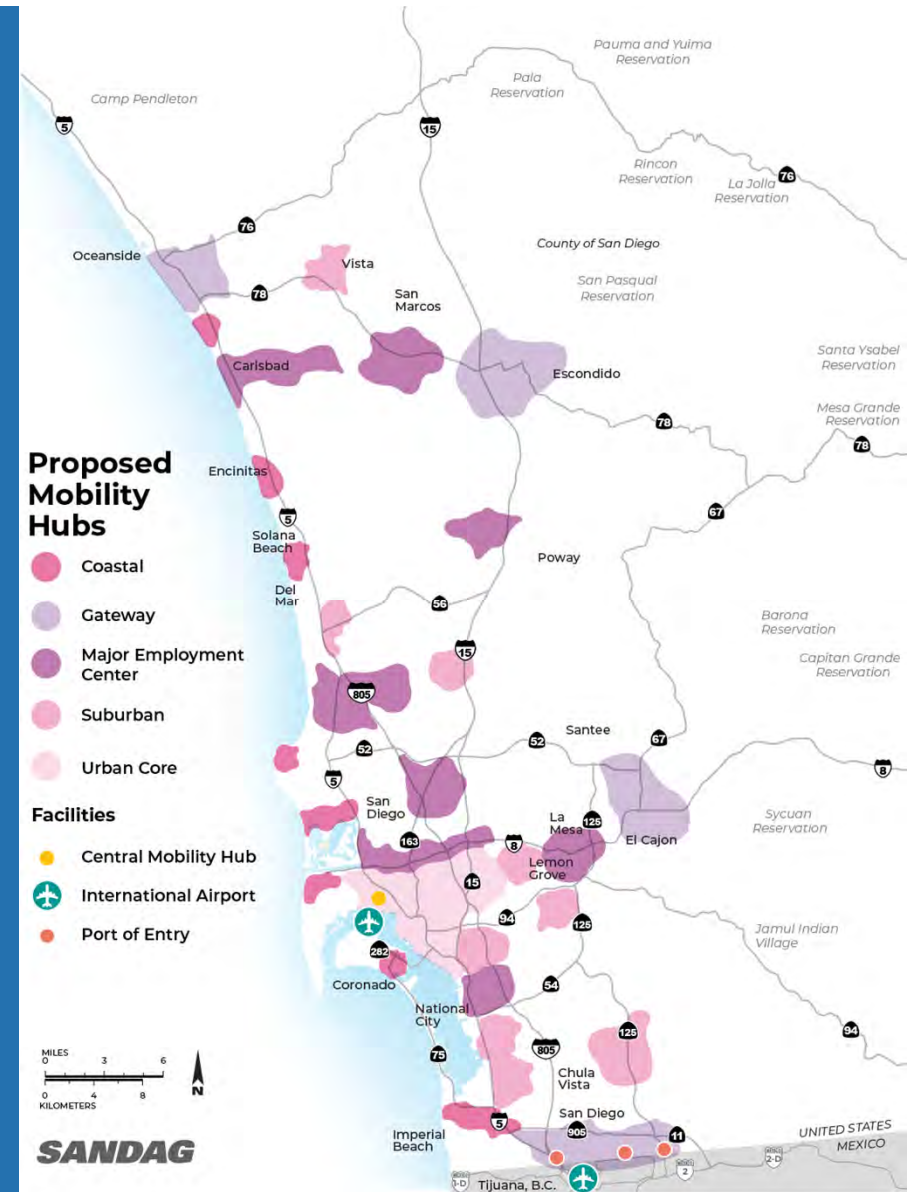 Pauma and Yuima
Reservation
Pala
Reservation
Camp Pendleton
5
15
Rincon
Reservation
La Jolla
Reservation
76
76
County of San Diego
Oceanside
Vista
San Pasqual
Reservation
78
San
Marcos
Santa Ysabel
Reservation
Carlsbad
Escondido
Mesa Grande
Reservation
78
78
Proposed
Mobility
Hubs
Encinitas
5
67
Solana
Beach
Coastal
Poway
Del
Mar
56
Gateway
Barona
Reservation
15
Major Employment
Center
Capitan Grande
Reservation
805
Suburban
Santee
52
52
67
Urban Core
5
8
San
Diego
Facilities
La
Mesa
125
Sycuan
Reservation
163
8
El Cajon
Central Mobility Hub
Lemon
Grove
15
International Airport
94
125
Port of Entry
Jamul Indian
Village
282
Coronado
54
National
City
125
94
MILES
0 3 6
75
805
0 4 8
KILOMETERS
N
Chula
Vista
San Diego
5
905
11
Imperial
Beach
UNITED STATES
MEXICO
SANDAG
1-D
2
2-D
Tijuana, B.C.